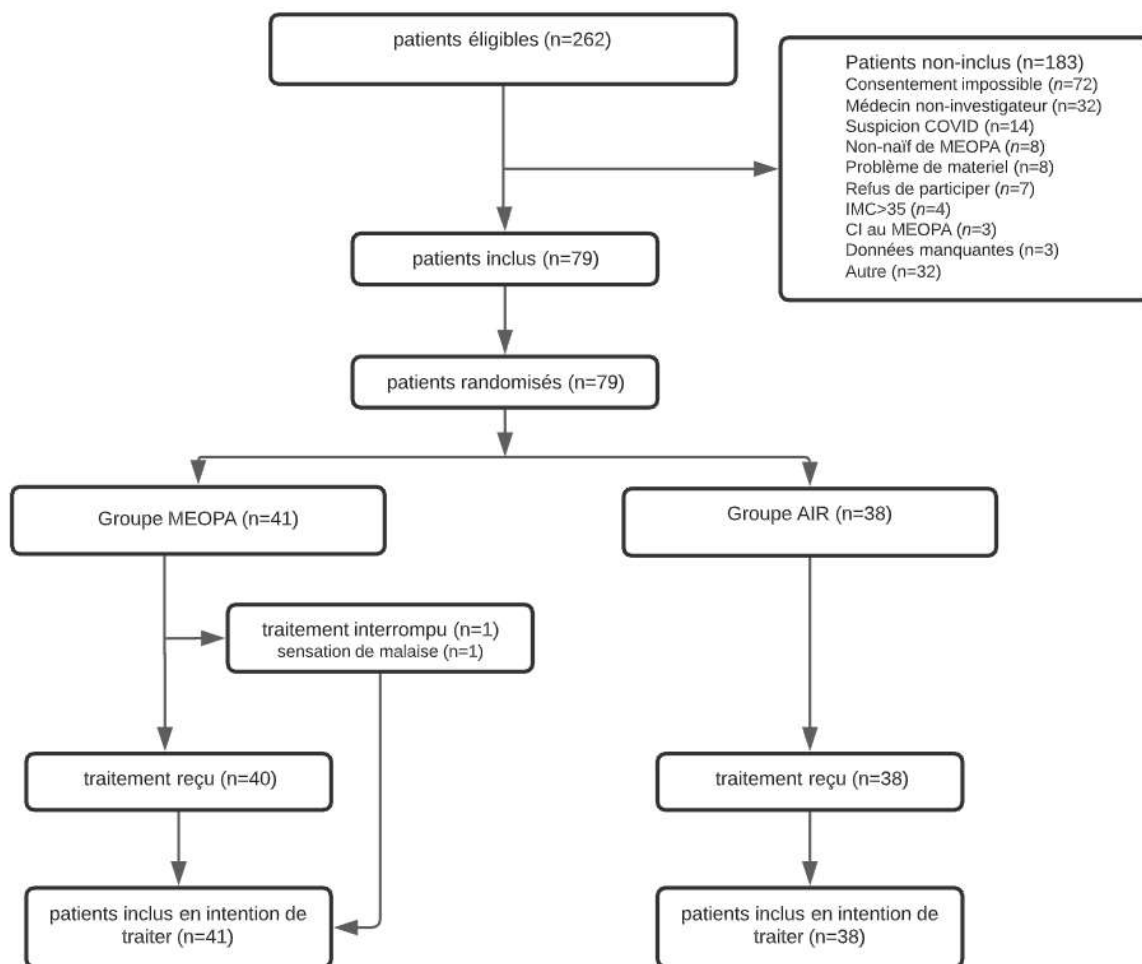 patients éligibles (n=262)
Patients non-inclus (n=183)
Consentement impossible (n=72)
Médecin non-investigateur (n=32)
Suspicion COVID (n=14)
Non-naïf de MEOPA (n=8)
Problème de materiel (n=8)
Refus de participer (n=7)
IMC>35 (n=4)
CI au MEOPA (n=3)
Données manquantes (n=3)
Autre (n=32)
patients inclus (n=79)
patients randomisés (n=79)
Groupe MEOPA (n=41)
Groupe AIR (n=38)
traitement interrompu (n=1)
sensation de malaise (n=1)
traitement reçu (n=40)
traitement reçu (n=38)
patients inclus en intention de
traiter (n=41)
patients inclus en intention de
traiter (n=38)